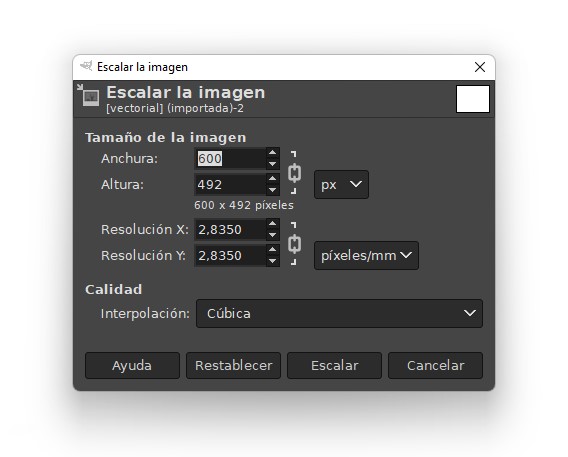 Escalar la imagen
Escalar la imagen
[vectorial] (importada)-2
Tamaño de la imagen
Anchura: 600
Altura: 492 px
600 x 492 píxeles
Resolución X: 2,8350
Resolución Y: 2,8350 píxeles/mm
Calidad
Interpolación: Cúbica
Ayuda Restablecer Escalar Cancelar